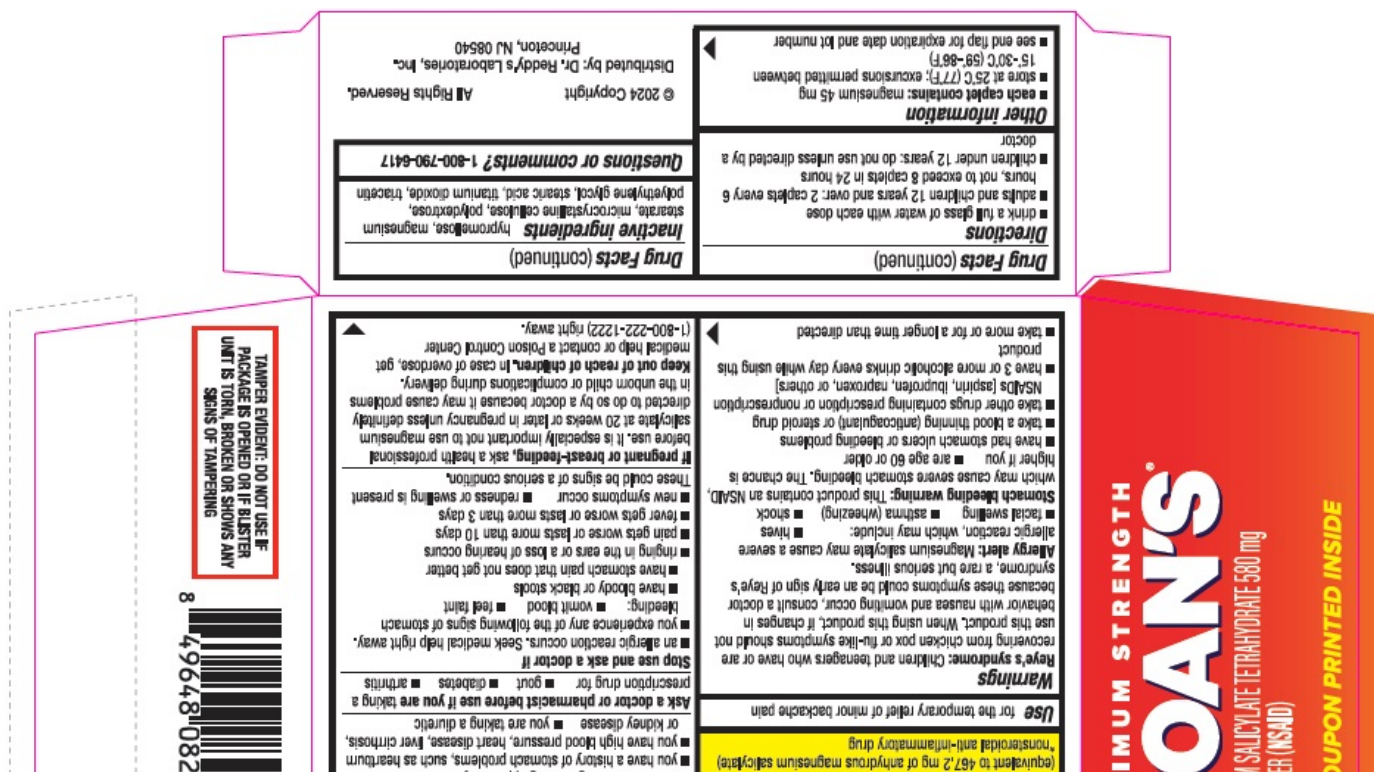 Drug Facts (continued)
Directions
■ drink a full glass of water with each dose
■ adults and children 12 years and over: 2 caplets every 6
hours, not to exceed 8 caplets in 24 hours
■ children under 12 years: do not use unless directed by a
doctor
Other information
■ each caplet contains: magnesium 45 mg
■ store at 25°C (77°F); excursions permitted between
15°-30°C (59°-86°F)
■ see end flap for expiration date and lot number
Drug Facts (continued)
Inactive ingredients hypromellose, magnesium
stearate, microcrystalline cellulose, polydextrose,
polyethylene glycol, stearic acid, titanium dioxide, triacetin
Questions or comments? 1-800-790-6417
© 2024 Copyright All Rights Reserved.
Distributed by: Dr. Reddy's Laboratories, Inc.
Princeton, NJ 08540
(equivalent to 467.2 mg of anhydrous magnesium salicylate)
*nonsteroidal anti-inflammatory drug
Use for the temporary relief of minor backache pain
Warnings
Reye's syndrome: Children and teenagers who have or are
recovering from chicken pox or flu-like symptoms should not
use this product. When using this product, if changes in
behavior with nausea and vomiting occur, consult a doctor
because these symptoms could be an early sign of Reye's
syndrome, a rare but serious illness.
Allergy alert: Magnesium salicylate may cause a severe
allergic reaction, which may include: ■ hives
■ facial swelling ■ asthma (wheezing) ■ shock
Stomach bleeding warning: This product contains an NSAID,
which may cause severe stomach bleeding. The chance is
higher if you ■ are age 60 or older
■ have had stomach ulcers or bleeding problems
■ take a blood thinning (anticoagulant) or steroid drug
■ take other drugs containing prescription or nonprescription
NSAIDs [aspirin, ibuprofen, naproxen, or others]
■ have 3 or more alcoholic drinks every day while using this
product
■ take more or for a longer time than directed
■ you have a history of stomach problems, such as heartburn
■ you have high blood pressure, heart disease, liver cirrhosis,
or kidney disease ■ you are taking a diuretic
Ask a doctor or pharmacist before use if you are taking a
prescription drug for ■ gout ■ diabetes ■ arthritis
Stop use and ask a doctor if
■ an allergic reaction occurs. Seek medical help right away.
■ you experience any of the following signs of stomach
bleeding: ■ vomit blood ■ feel faint
■ have bloody or black stools
■ have stomach pain that does not get better
■ ringing in the ears or a loss of hearing occurs
■ pain gets worse or lasts more than 10 days
■ fever gets worse or lasts more than 3 days
■ new symptoms occur ■ redness or swelling is present
These could be signs of a serious condition.
If pregnant or breast-feeding, ask a health professional
before use. It is especially important not to use magnesium
salicylate at 20 weeks or later in pregnancy unless definitely
directed to do so by a doctor because it may cause problems
in the unborn child or complications during delivery.
Keep out of reach of children. In case of overdose, get
medical help or contact a Poison Control Center
(1-800-222-1222) right away.
TAMPER EVIDENT: DO NOT USE IF
PACKAGE IS OPENED OR IF BLISTER
UNIT IS TORN, BROKEN OR SHOWS ANY
SIGNS OF TAMPERING
8 49648 082
IMUM STRENGTH
OAN'S®
M SALICYLATE TETRAHYDRATE 580 mg
ER (NSAID)
OUPON PRINTED INSIDE